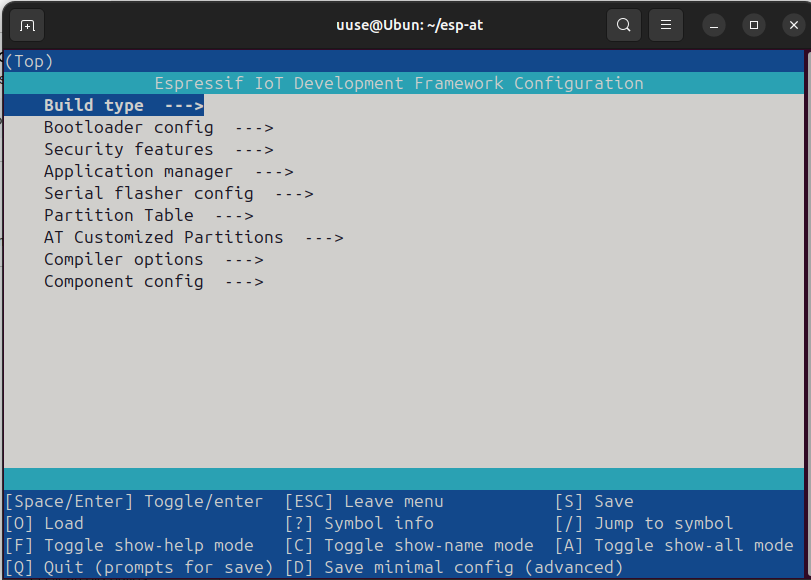 uuse@Ubun: ~/esp-at
(Top)
Espressif IoT Development Framework Configuration
Build type  --->
Bootloader config  --->
Security features  --->
Application manager  --->
Serial flasher config  --->
Partition Table  --->
AT Customized Partitions  --->
Compiler options  --->
Component config  --->
[Space/Enter] Toggle/enter  [ESC] Leave menu  [S] Save
[O] Load  [?] Symbol info  [/] Jump to symbol
[F] Toggle show-help mode  [C] Toggle show-name mode  [A] Toggle show-all mode
[Q] Quit (prompts for save) [D] Save minimal config (advanced)